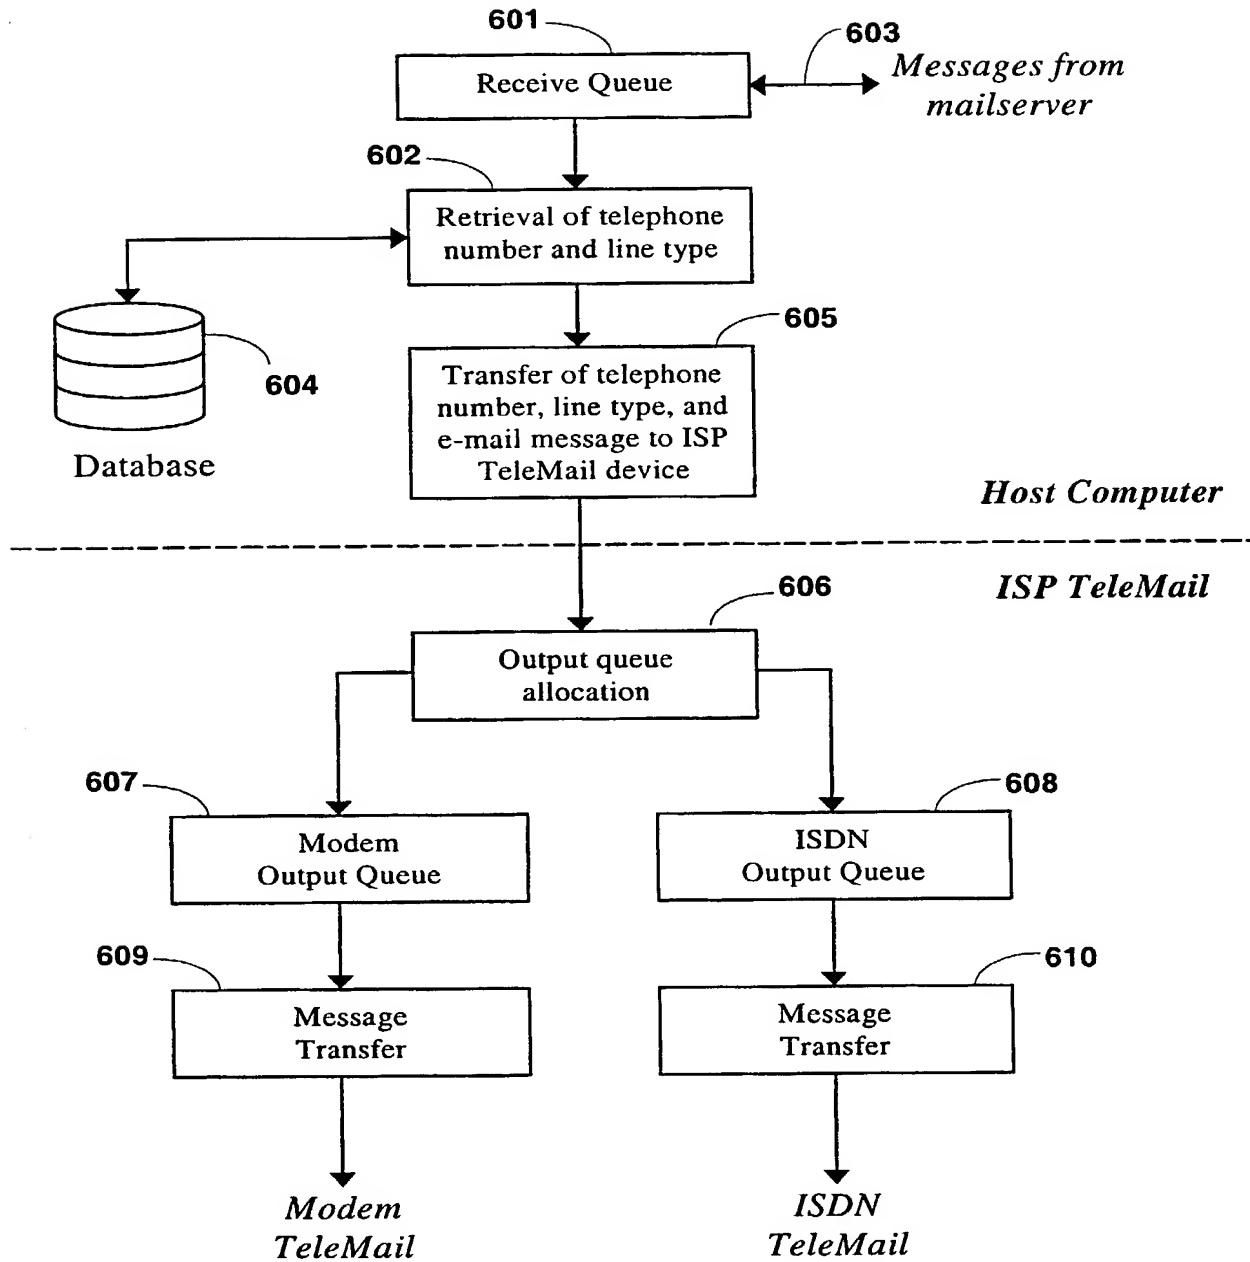 601
603
Receive Queue
Messages from
mailserver
602
Retrieval of telephone
number and line type
605
604
Transfer of telephone
number, line type, and
e-mail message to ISP
TeleMail device
Database
Host Computer
ISP TeleMail
606
Output queue
allocation
607
608
Modem
Output Queue
ISDN
Output Queue
609
610
Message
Transfer
Message
Transfer
Modem
TeleMail
ISDN
TeleMail